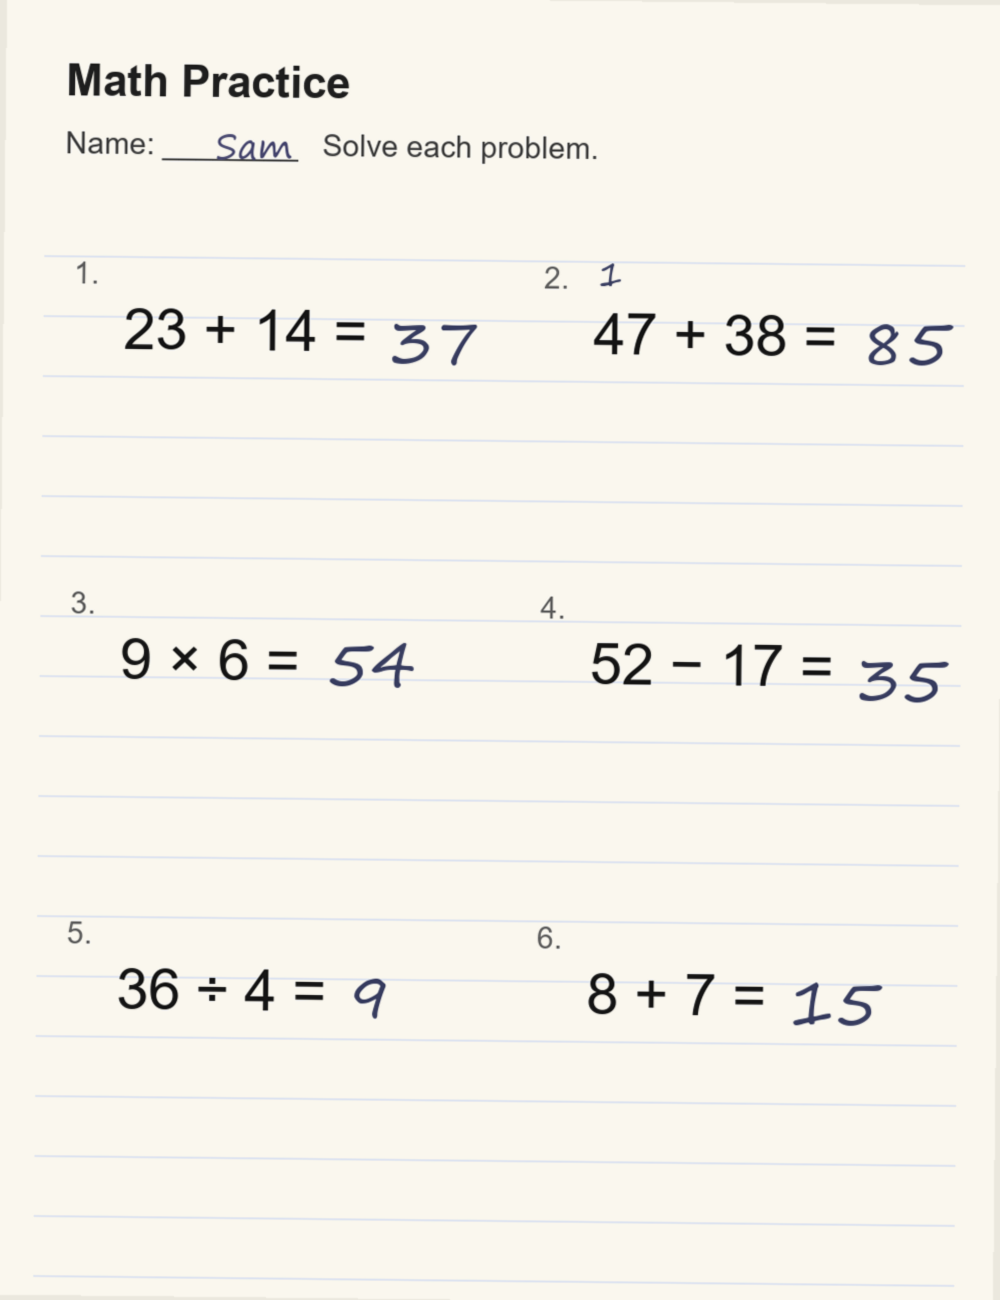 Math Practice
Name: Sam Solve each problem.
1.
23 + 14 = 37
2. 1
47 + 38 = 85
3.
9 × 6 = 54
4.
52 − 17 = 35
5.
36 ÷ 4 = 9
6.
8 + 7 = 15